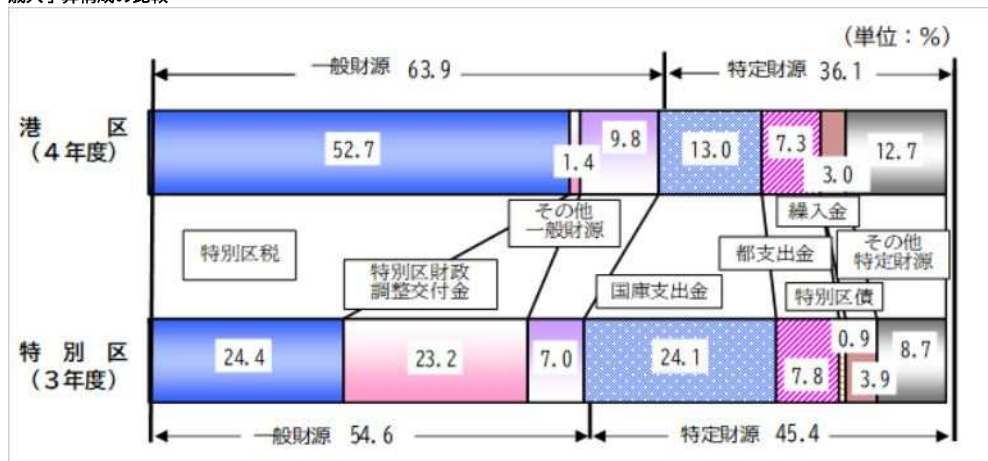 (単位：%)
一般財源 63.9
特定財源 36.1
港 区
(４年度)
52.7
1.4
9.8
13.0
7.3
3.0
12.7
特別区税
特別区財政
調整交付金
その他
一般財源
国庫支出金
都支出金
繰入金
特別区債
その他
特定財源
特 別 区
(３年度)
24.4
23.2
7.0
24.1
7.8
0.9
3.9
8.7
一般財源 54.6
特定財源 45.4